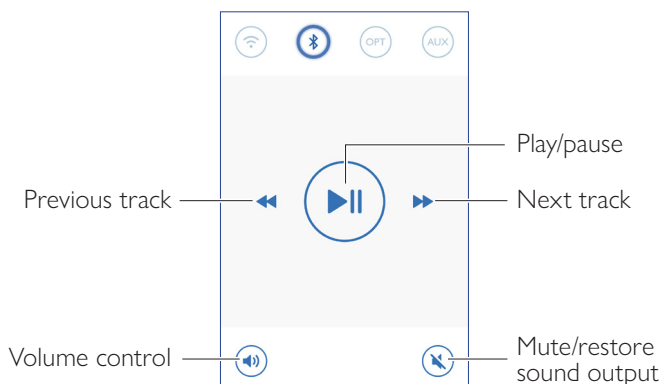 OPT
AUX
Play/pause
Previous track
Next track
Volume control
Mute/restore
sound output